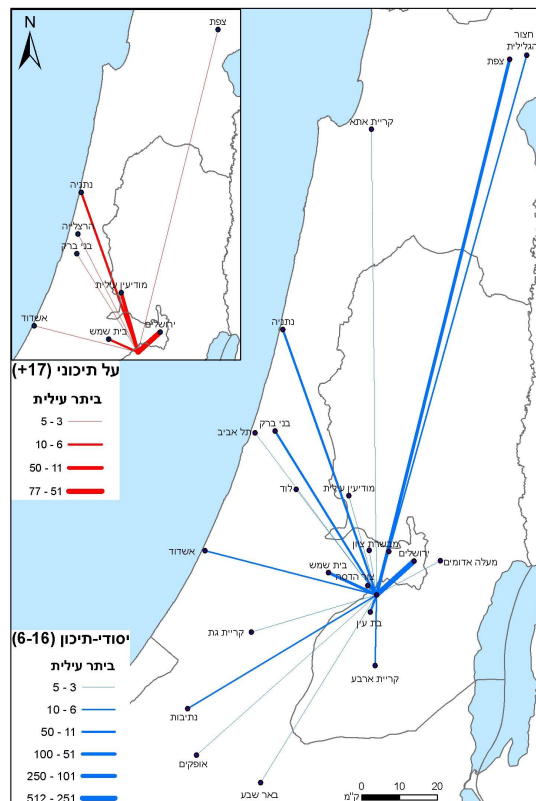 N
צפת
נתניה
הרצלייה
בני ברק
מודיעין עילית
אשדוד
בית שמש
ירושלים
על תיכוני (17+)
ביתר עילית
3 - 5
6 - 10
11 - 50
51 - 77
חצור
הגלילית
צפת
קריית אתא
נתניה
בני ברק
תל אביב
מודיעין עילית
לוד
מבשרת ציון
ירושלים
אשדוד
מעלה אדומים
בית שמש
צור הדסה
בת עין
קריית גת
קריית ארבע
נתיבות
אופקים
באר שבע
יסודי-תיכון (6-16)
ביתר עילית
3 - 5
6 - 10
11 - 50
51 - 100
101 - 250
251 - 512
0 10 20
ק"מ